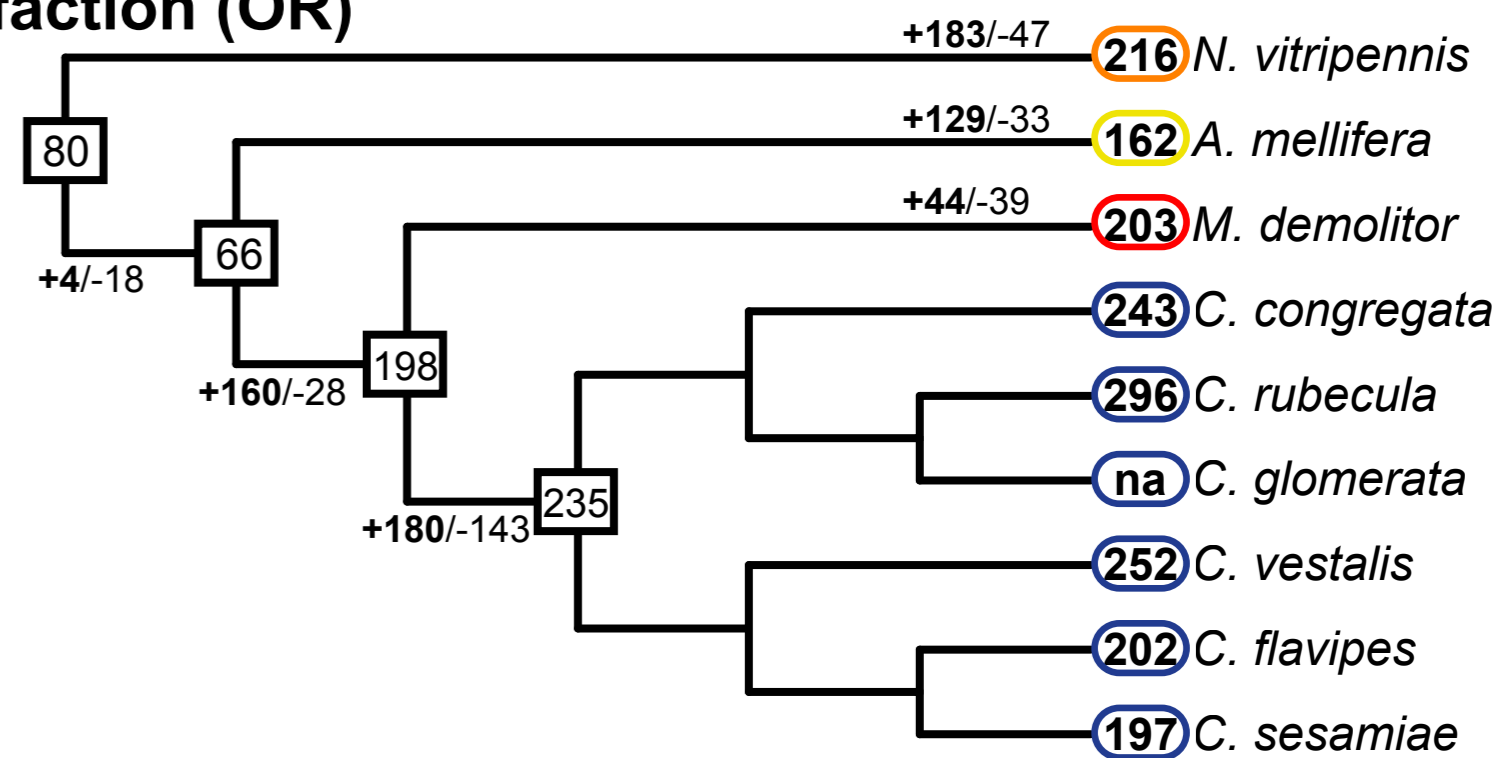 faction (OR)
+183/-47
216 N. vitripennis
80
+129/-33
162 A. mellifera
+4/-18
66
+44/-39
203 M. demolitor
+160/-28
198
243 C. congregata
296 C. rubecula
na C. glomerata
+180/-143
235
252 C. vestalis
202 C. flavipes
197 C. sesamiae